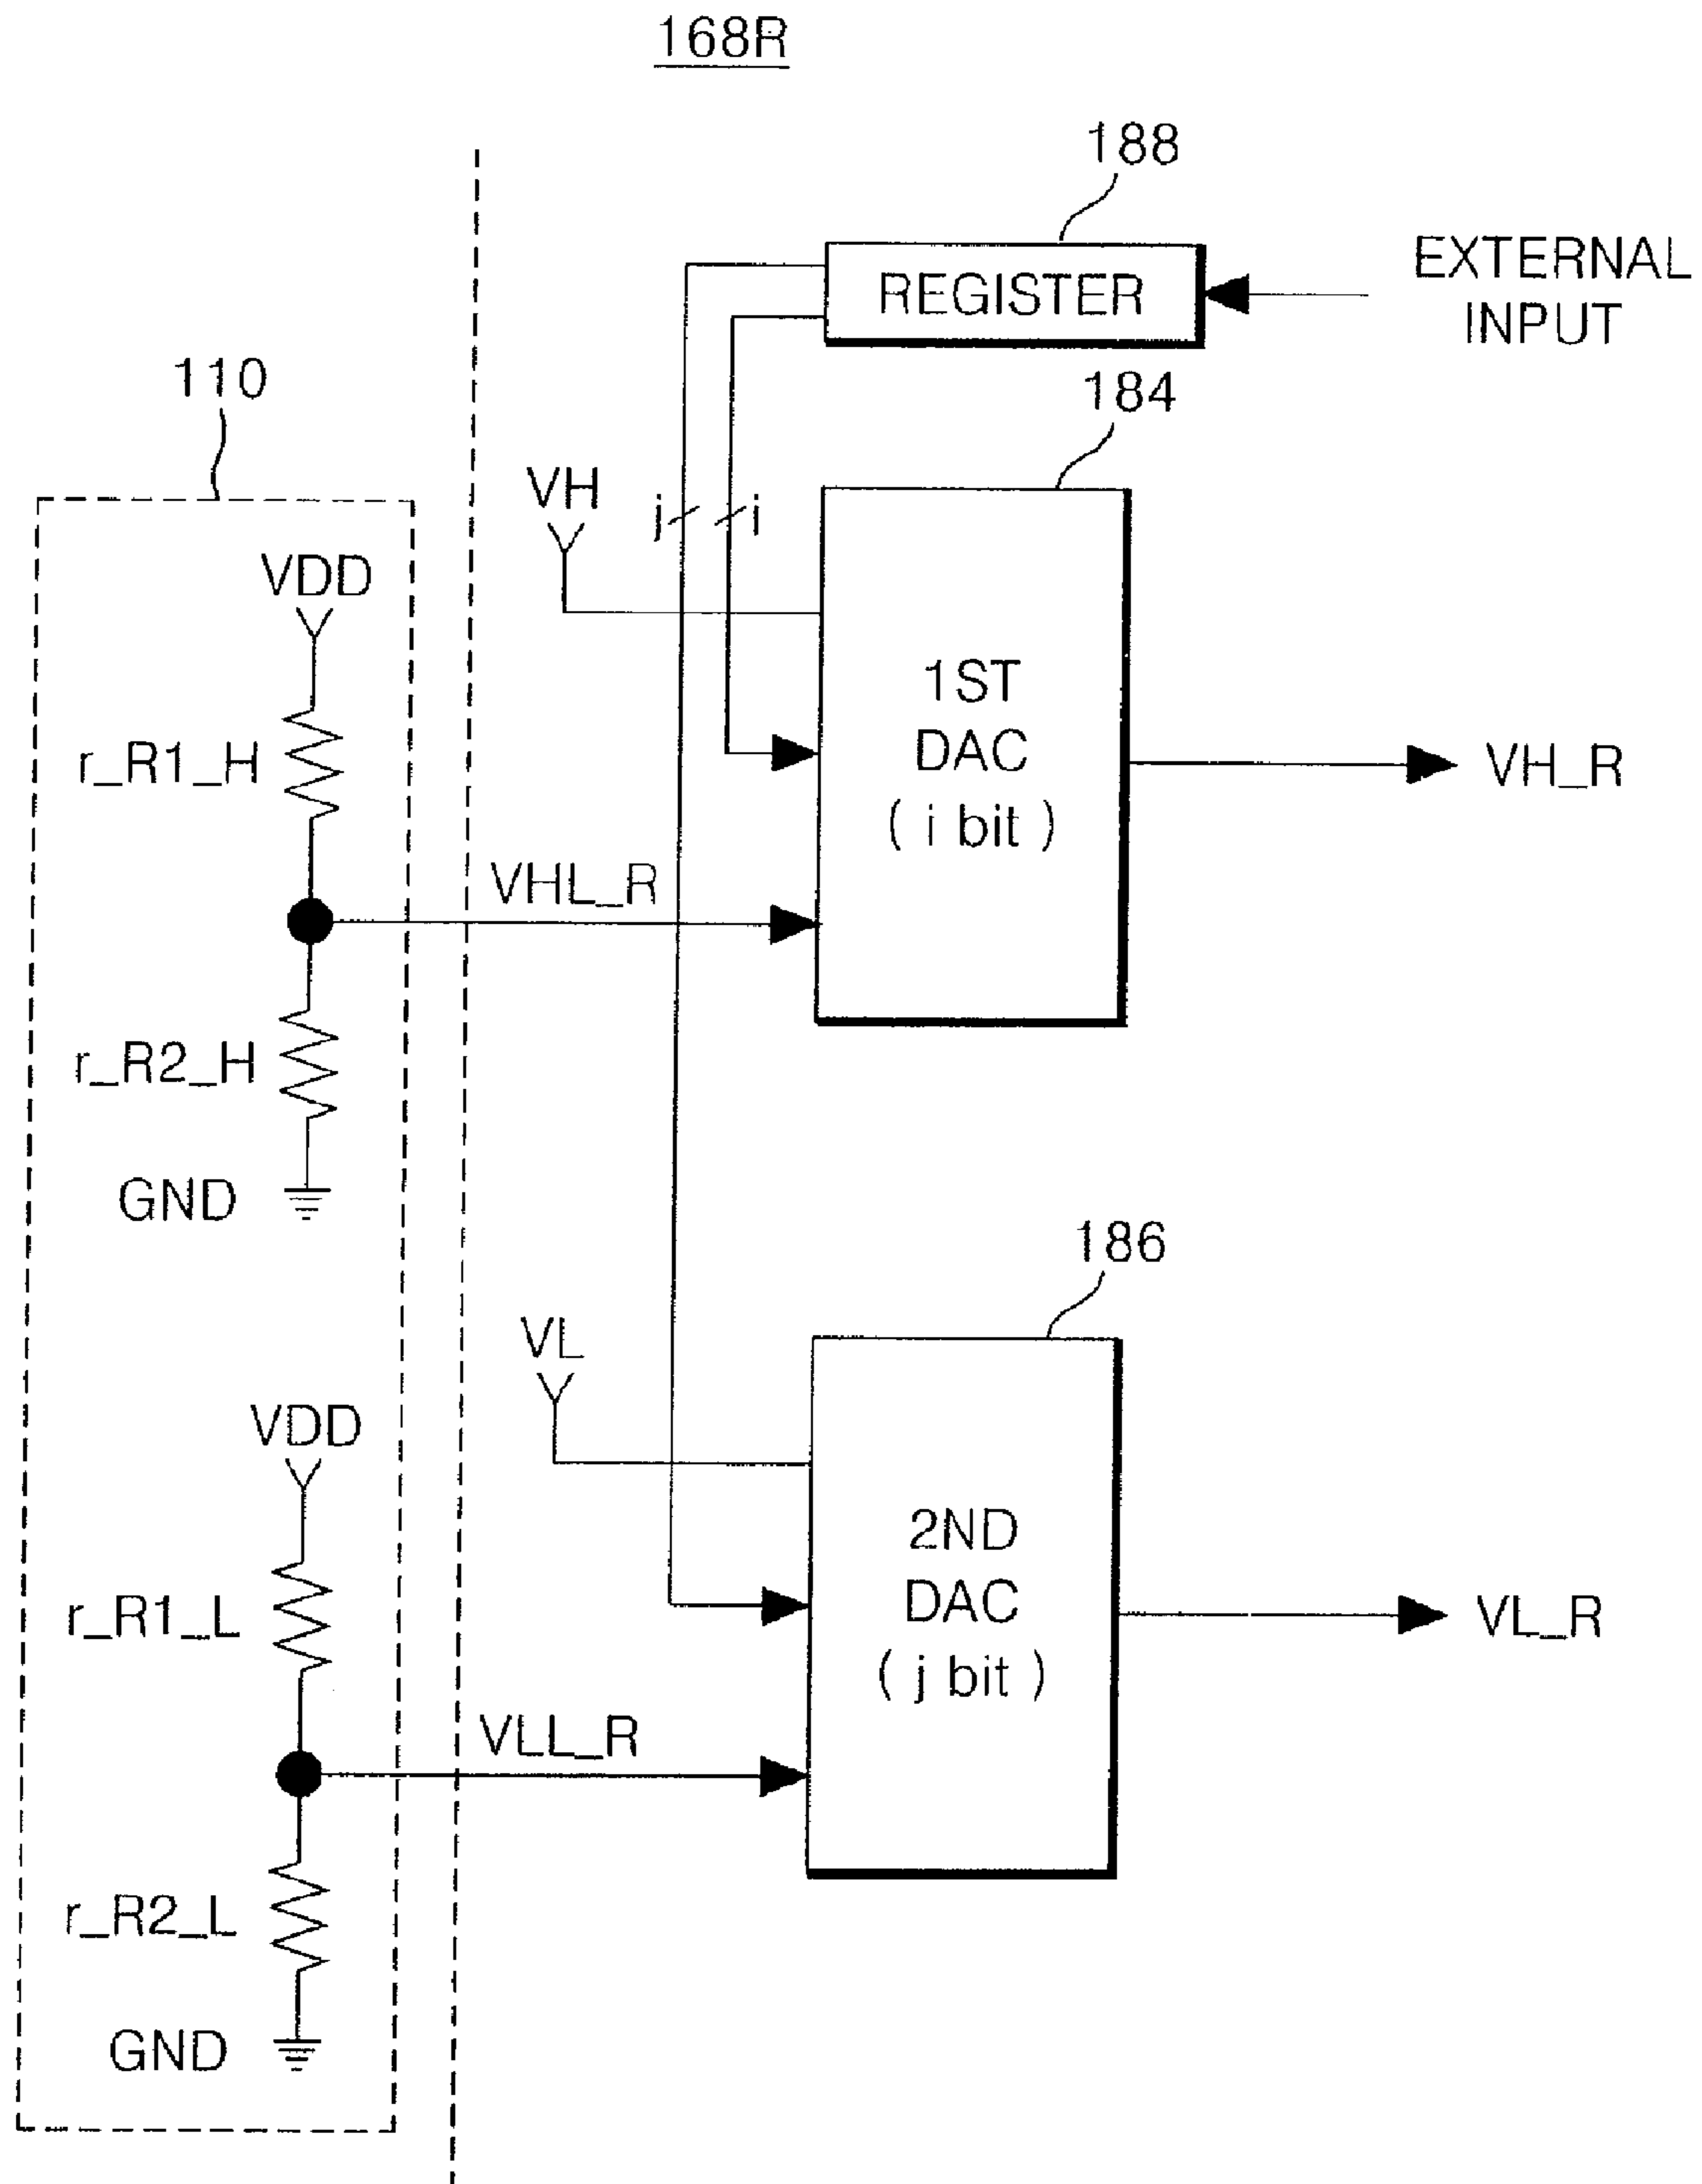 168R
188
REGISTER
EXTERNAL
INPUT
110
184
VH
j
i
VDD
1ST
DAC
( i bit )
r_R1_H
VH_R
VHL_R
r_R2_H
GND
186
VL
VDD
2ND
DAC
( j bit )
r_R1_L
VL_R
VLL_R
r_R2_L
GND